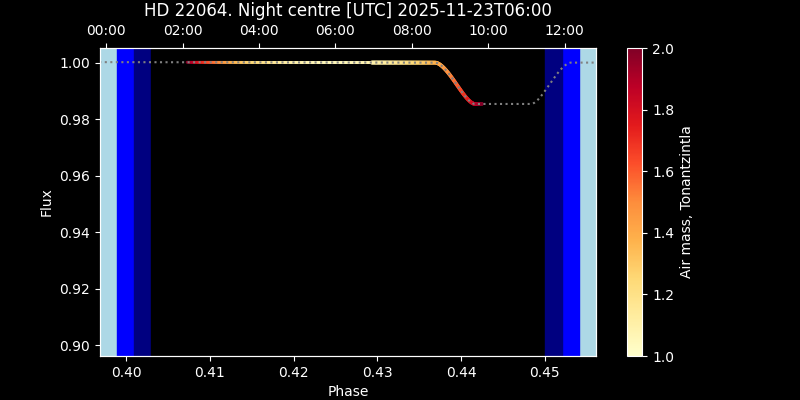 HD 22064. Night centre [UTC] 2025-11-23T06:00
00:00 02:00 04:00 06:00 08:00 10:00 12:00
1.00
0.98
0.96
0.94
0.92
0.90
Flux
0.40 0.41 0.42 0.43 0.44 0.45
Phase
2.0
1.8
1.6
1.4
1.2
1.0
Air mass, Tonantzintla